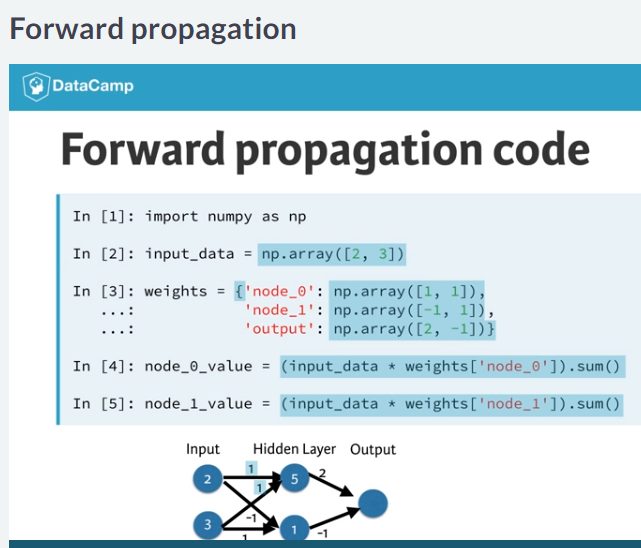 Forward propagation
DataCamp
Forward propagation code
In [1]: import numpy as np
In [2]: input_data = np.array([2, 3])
In [3]: weights = {'node_0': np.array([1, 1]),
...: 'node_1': np.array([-1, 1]),
...: 'output': np.array([2, -1])}
In [4]: node_0_value = (input_data * weights['node_0']).sum()
In [5]: node_1_value = (input_data * weights['node_1']).sum()
Input Hidden Layer Output
1
2 5 2
1
-1
3 1 -1
1